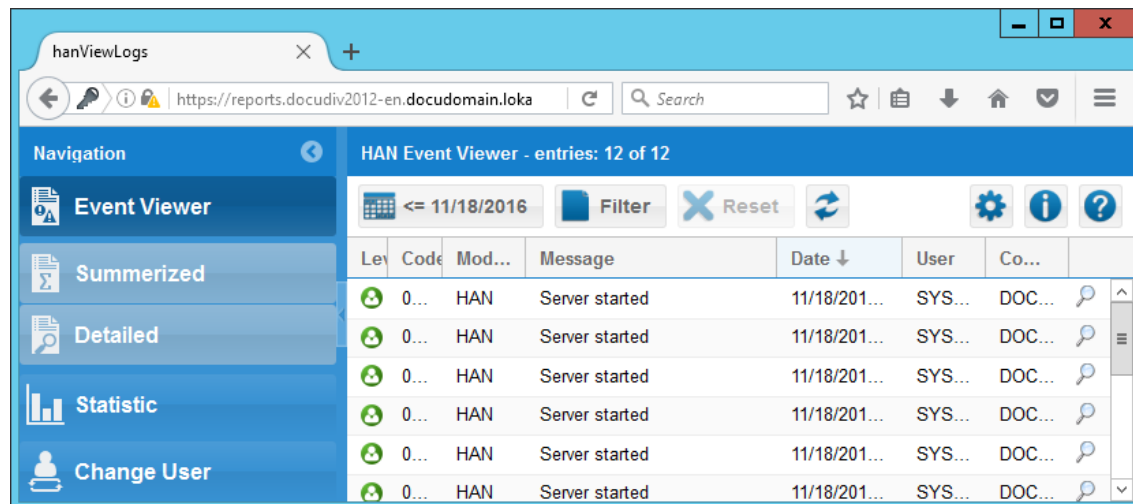 hanViewLogs
https://reports.docudiv2012-en.docudomain.loka
Search
Navigation
HAN Event Viewer - entries: 12 of 12
Event Viewer
<= 11/18/2016 Filter Reset
Summerized
Detailed
Statistic
Change User
Lev Code Mod... Message Date User Co...
0... HAN Server started 11/18/201... SYS... DOC...
0... HAN Server started 11/18/201... SYS... DOC...
0... HAN Server started 11/18/201... SYS... DOC...
0... HAN Server started 11/18/201... SYS... DOC...
0... HAN Server started 11/18/201... SYS... DOC...
0... HAN Server started 11/18/201... SYS... DOC...